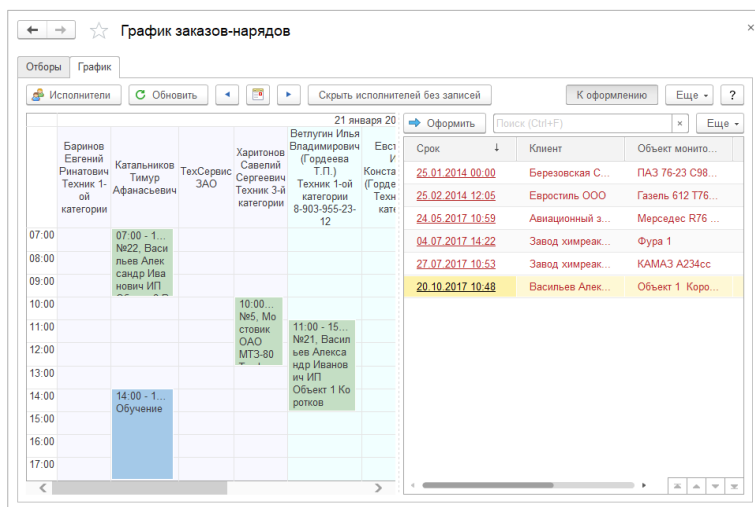 График заказов-нарядов
Отборы График
Исполнители Обновить Скрыть исполнителей без записей К оформлению Еще ?
21 января 20
Баринов
Евгений
Ринатович
Техник 1-
ой
категории
Катальников
Тимур
Афанасьевич
ТехСервис
ЗАО
Харитонов
Савелий
Сергеевич
Техник 3-й
категории
Ветлугин Илья
Владимирович
(Гордеева
Т.П.)
Техник 1-ой
категории
8-903-955-23-
12
Евст
И
Конста
(Горде
Техн
кате
07:00
08:00
09:00
10:00
11:00
12:00
13:00
14:00
15:00
16:00
17:00
07:00 - 1...
№22, Васи
льев Алек
сандр Ива
нович ИП
14:00 - 1...
Обучение
10:00...
№5, Мо
стовик
ОАО
МТЗ-80
11:00 - 15...
№21, Васил
ьев Алекса
ндр Иванов
ич ИП
Объект 1 Ко
ротков
Оформить Поиск (Ctrl+F) × Еще
Срок ↓ Клиент Объект монито...
25.01.2014 00:00 Березовская С... ПАЗ 76-23 С98...
25.02.2014 12:05 Евростиль ООО Газель 612 Т76...
24.05.2017 10:59 Авиационный з... Мерседес R76 ...
04.07.2017 14:22 Завод химреак... Фура 1
27.07.2017 10:53 Завод химреак... КАМАЗ А234сс
20.10.2017 10:48 Васильев Алек... Объект 1 Коро...